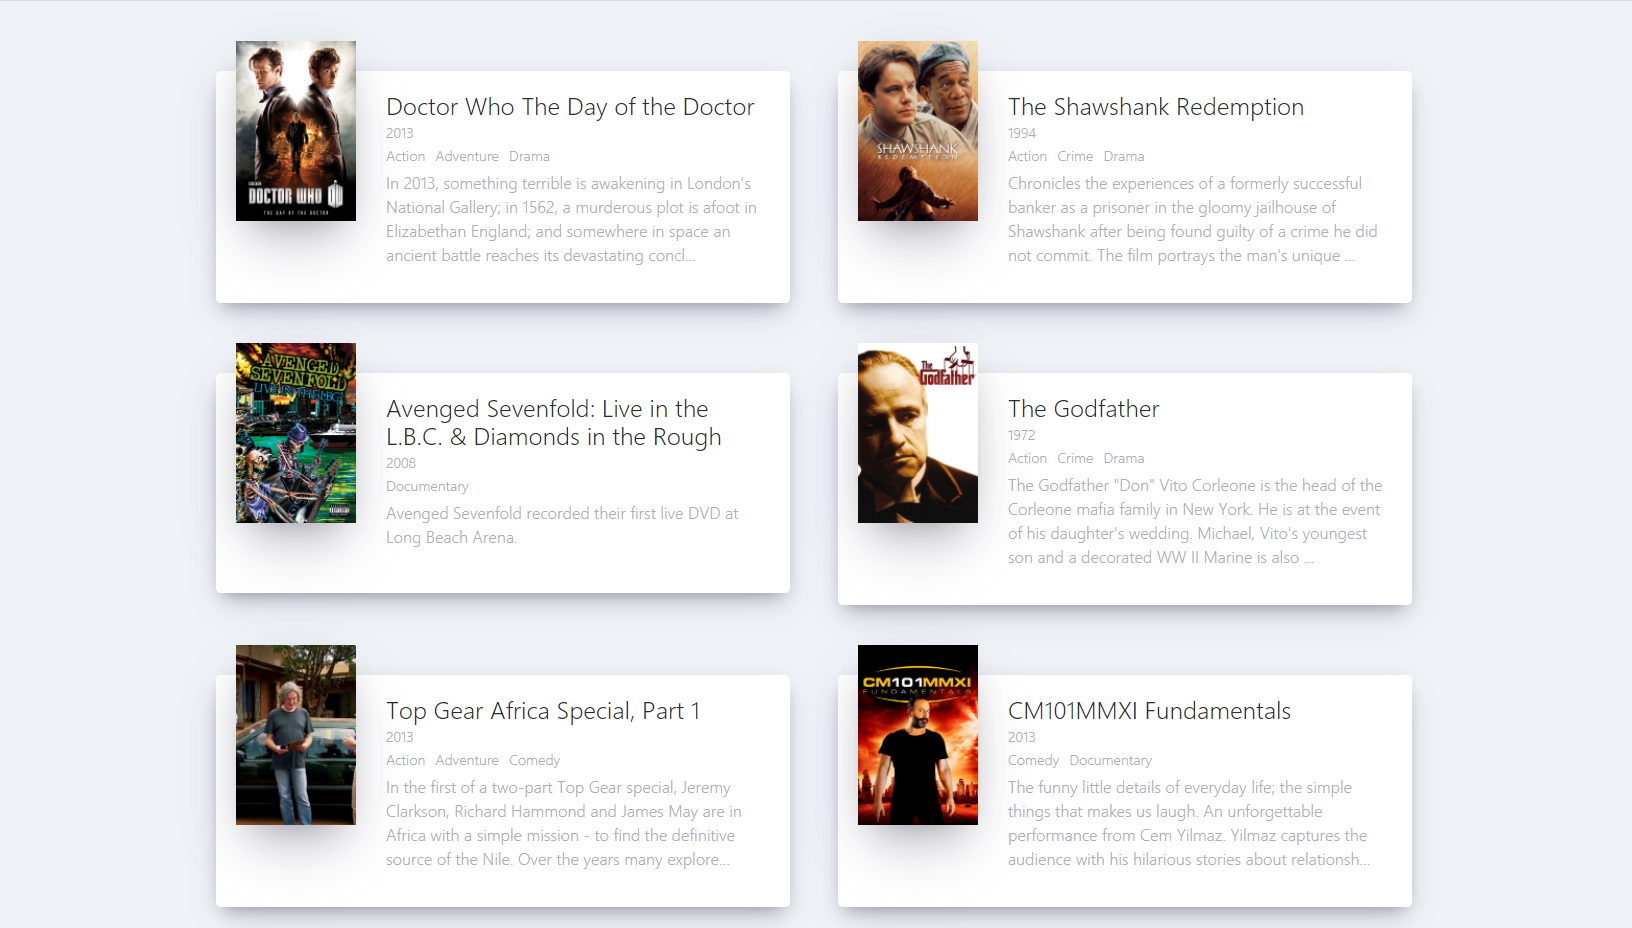 DOCTOR WHO
THE DAY OF THE DOCTOR
Doctor Who The Day of the Doctor
2013
Action Adventure Drama
In 2013, something terrible is awakening in London's
National Gallery; in 1562, a murderous plot is afoot in
Elizabethan England; and somewhere in space an
ancient battle reaches its devastating concl...
SHAWSHANK
REDEMPTION
The Shawshank Redemption
1994
Action Crime Drama
Chronicles the experiences of a formerly successful
banker as a prisoner in the gloomy jailhouse of
Shawshank after being found guilty of a crime he did
not commit. The film portrays the man's unique ...
AVENGED
SEVENFOLD
LIVE IN THE LBC
Avenged Sevenfold: Live in the
L.B.C. & Diamonds in the Rough
2008
Documentary
Avenged Sevenfold recorded their first live DVD at
Long Beach Arena.
The
Godfather
The Godfather
1972
Action Crime Drama
The Godfather "Don" Vito Corleone is the head of the
Corleone mafia family in New York. He is at the event
of his daughter's wedding. Michael, Vito's youngest
son and a decorated WW II Marine is also ...
Top Gear Africa Special, Part 1
2013
Action Adventure Comedy
In the first of a two-part Top Gear special, Jeremy
Clarkson, Richard Hammond and James May are in
Africa with a simple mission - to find the definitive
source of the Nile. Over the years many explore...
CM101MMXI
FUNDAMENTALS
CM101MMXI Fundamentals
2013
Comedy Documentary
The funny little details of everyday life; the simple
things that makes us laugh. An unforgettable
performance from Cem Yilmaz. Yilmaz captures the
audience with his hilarious stories about relationsh...